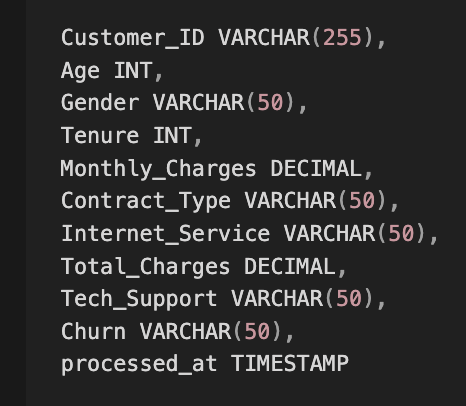 Customer_ID VARCHAR(255),
Age INT,
Gender VARCHAR(50),
Tenure INT,
Monthly_Charges DECIMAL,
Contract_Type VARCHAR(50),
Internet_Service VARCHAR(50),
Total_Charges DECIMAL,
Tech_Support VARCHAR(50),
Churn VARCHAR(50),
processed_at TIMESTAMP